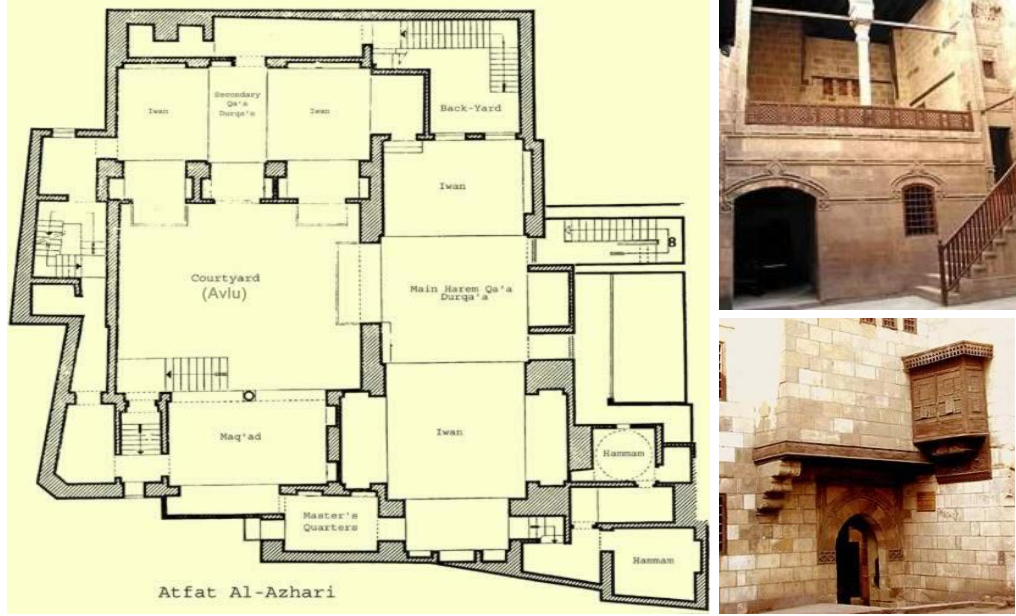 Iwan
Secondary
Qa'a
Durqa'a
Iwan
Back-Yard
Iwan
8
Courtyard
(Avlu)
Main Harem Qa'a
Durqa'a
Maq'ad
Iwan
Hammam
Master's
Quarters
Hammam
Atfat Al-Azhari